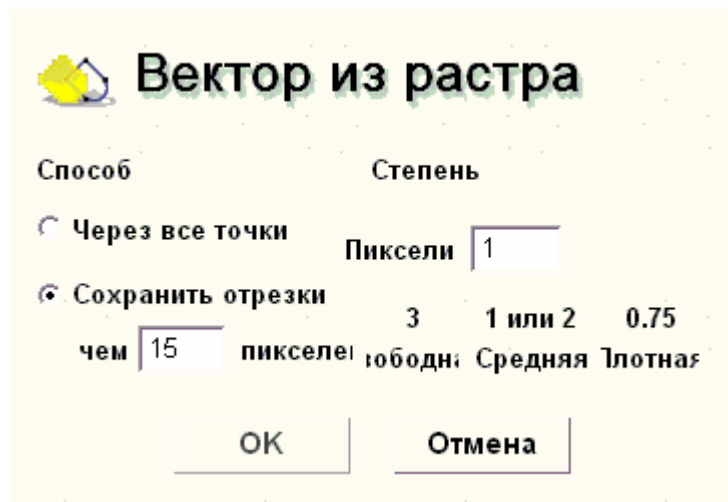 Вектор из растра
Способ
Степень
Через все точки
Пиксели 1
Сохранить отрезки
чем 15
3 1 или 2 0.75
Средняя
OK Отмена